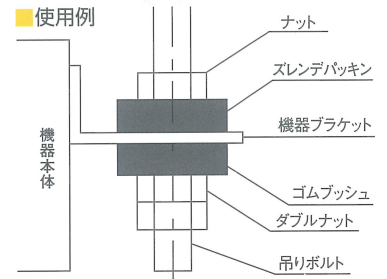 使用例
ナット
ズレンデパッキン
機器ブラケット
機器本体
ゴムブッシュ
ダブルナット
吊りボルト